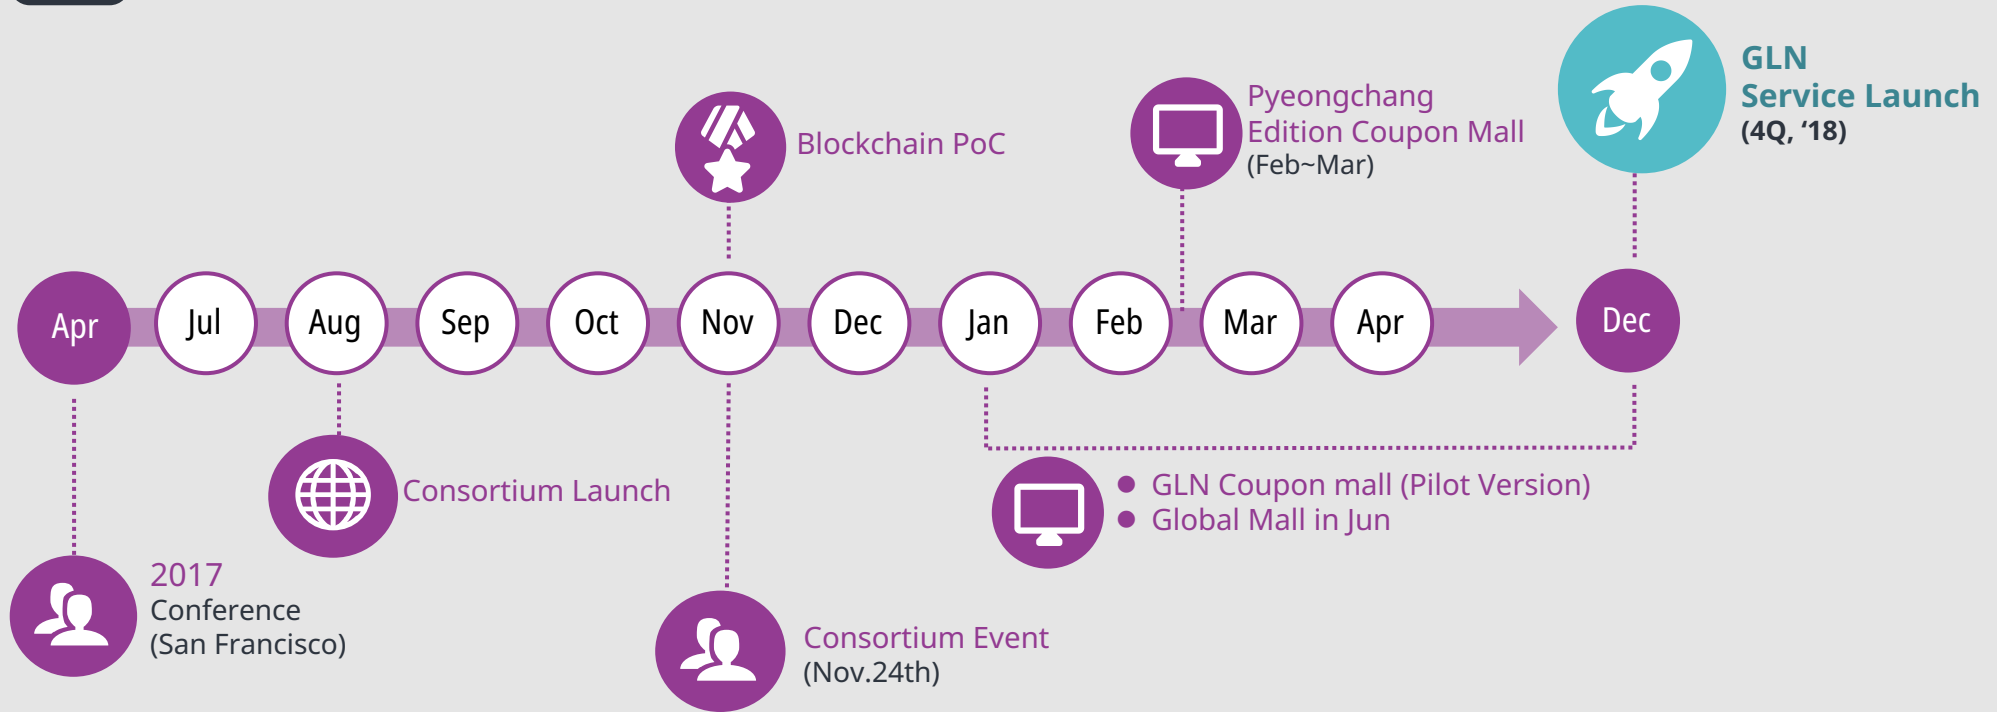 GLN
Service Launch
(4Q, ‘18)
Pyeongchang
Edition Coupon Mall
(Feb~Mar)
Blockchain PoC
Apr
Jul
Aug
Sep
Oct
Nov
Dec
Jan
Feb
Mar
Apr
Dec
Consortium Launch
● GLN Coupon mall (Pilot Version)
● Global Mall in Jun
2017
Conference
(San Francisco)
Consortium Event
(Nov.24th)